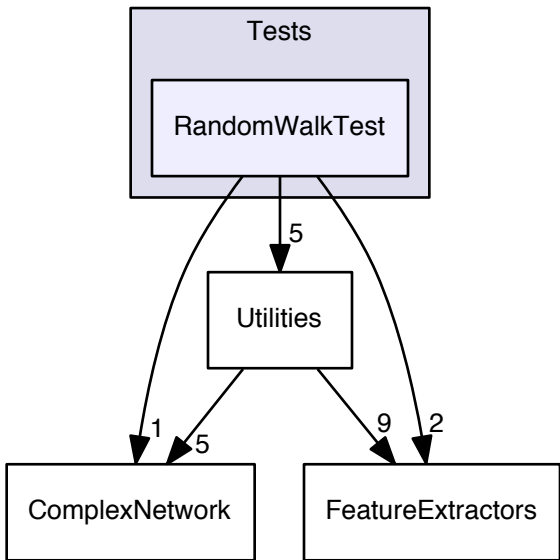 Tests
RandomWalkTest
5
Utilities
1
5
9
2
ComplexNetwork
FeatureExtractors